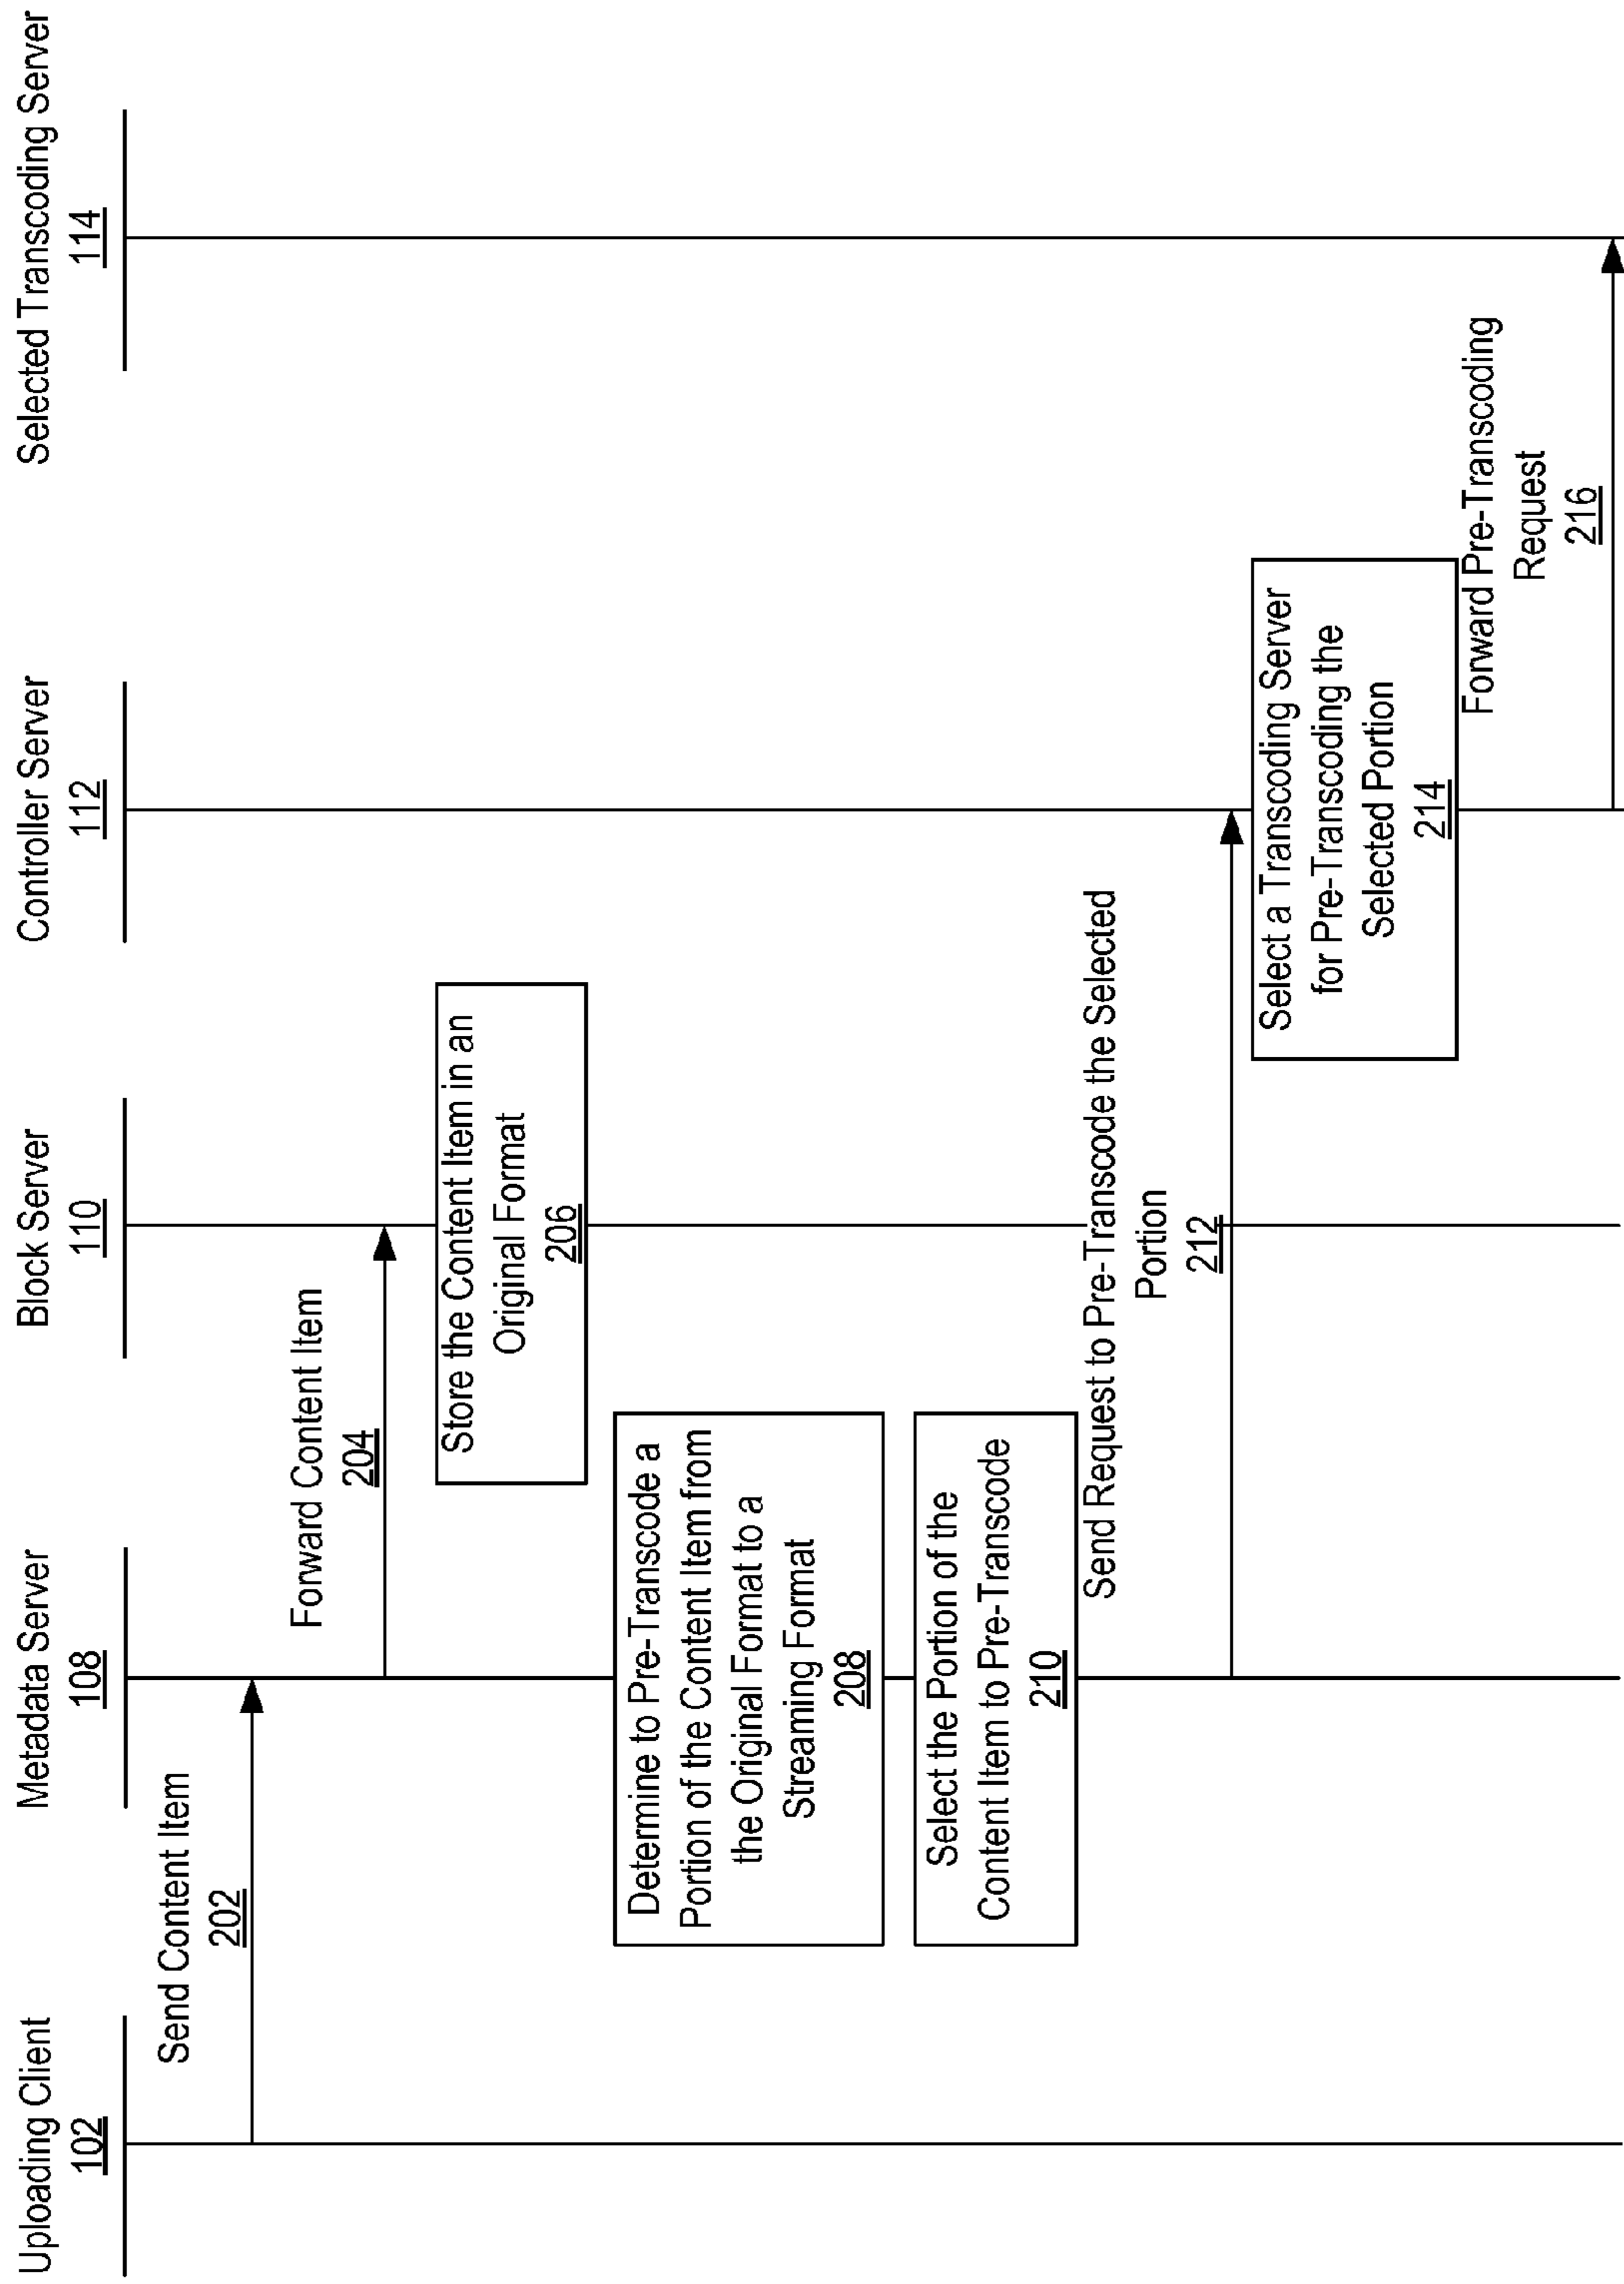 Uploading Client
102
Metadata Server
108
Block Server
110
Controller Server
112
Selected Transcoding Server
114
Send Content Item
202
Forward Content Item
204
Store the Content Item in an
Original Format
206
Determine to Pre-Transcode a
Portion of the Content Item from
the Original Format to a
Streaming Format
208
Select the Portion of the
Content Item to Pre-Transcode
210
Send Request to Pre-Transcode the Selected
Portion
212
Select a Transcoding Server
for Pre-Transcoding the
Selected Portion
214
Forward Pre-Transcoding
Request
216